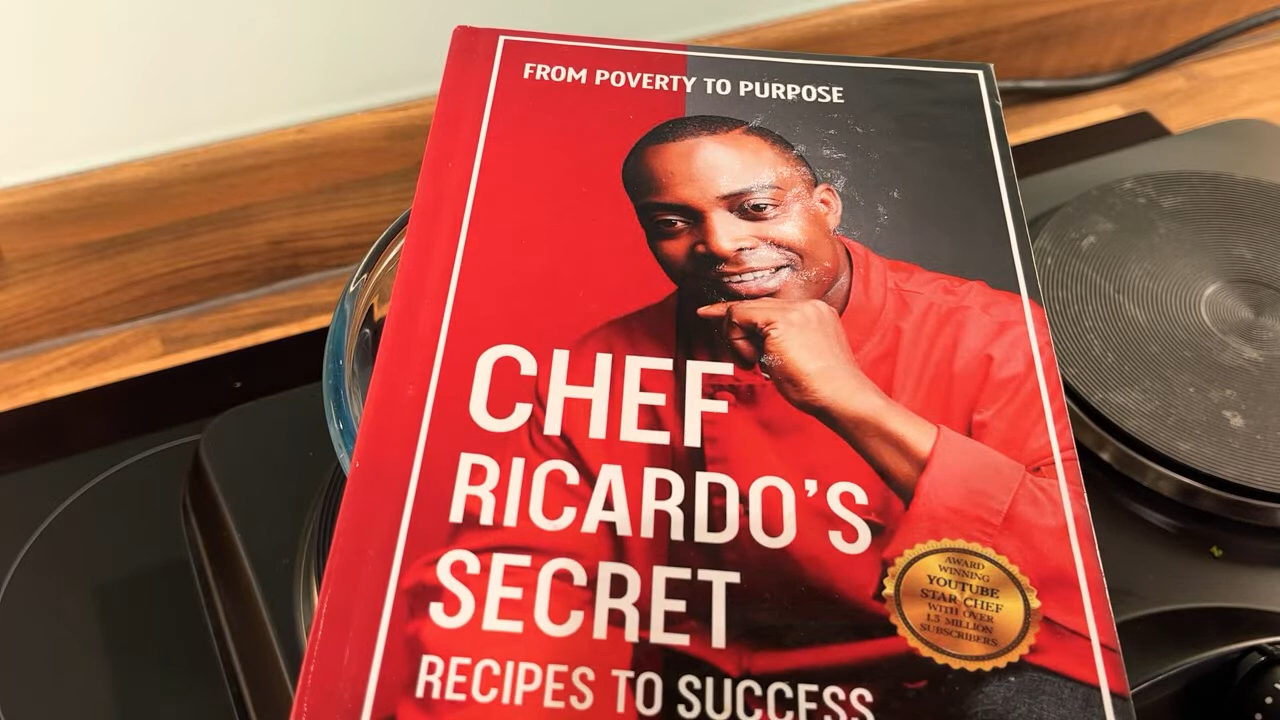 FROM POVERTY TO PURPOSE
CHEF
RICARDO'S
SECRET
RECIPES TO SUCCESS
AWARD
WINNING
YOUTUBE
STAR CHEF
WITH OVER
1.5 MILLION
SUBSCRIBERS